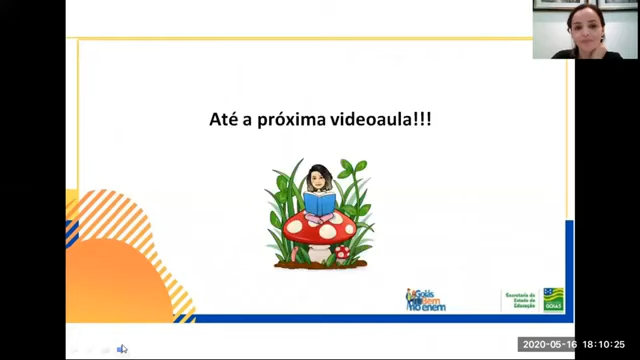 Até a próxima videoaula!!!
Goiás
Bem
no enem
Secretaria de
Estado da
Educação
GOIÁS
2020-05-16 18:10:25